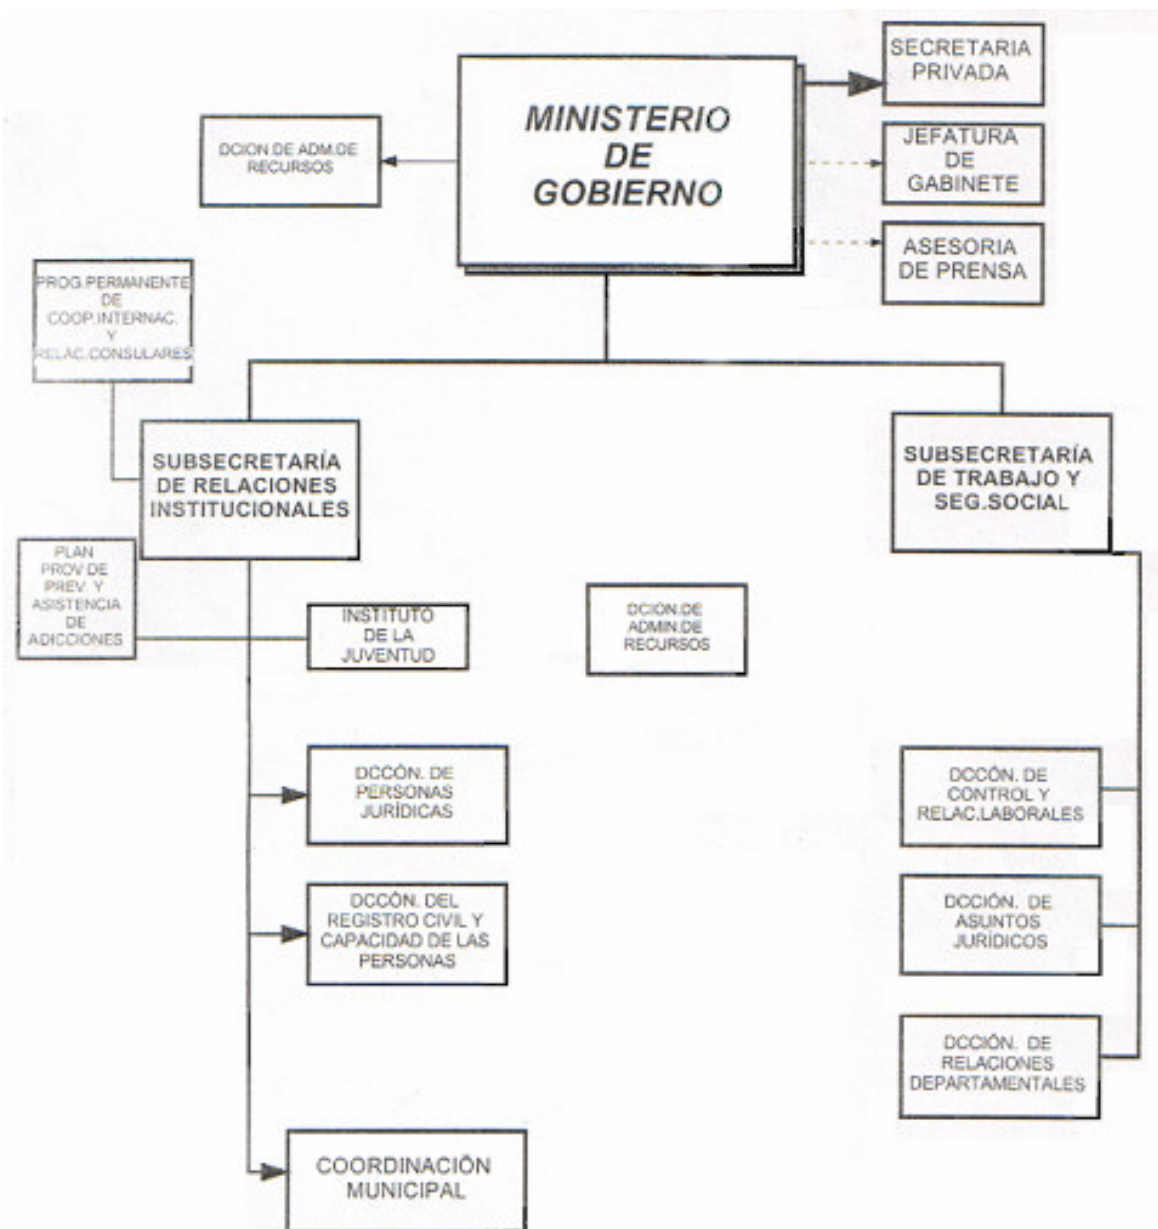 SECRETARIA
PRIVADA
MINISTERIO
DE
GOBIERNO
DCION DE ADM.DE
RECURSOS
JEFATURA
DE
GABINETE
ASESORIA
DE PRENSA
PROG.PERMANENTE
DE
COOP.INTERNAC.
Y
RELAC.CONSULARES
SUBSECRETARÍA
DE RELACIONES
INSTITUCIONALES
SUBSECRETARÍA
DE TRABAJO Y
SEG.SOCIAL
PLAN
PROV DE
PREV. Y
ASISTENCIA
DE
ADICCIONES
INSTITUTO
DE LA
JUVENTUD
DCION.DE
ADMIN.DE
RECURSOS
DCCÒN. DE
PERSONAS
JURÍDICAS
DCCÓN. DE
CONTROL Y
RELAC.LABORALES
DCCÒN. DEL
REGISTRO CIVIL Y
CAPACIDAD DE LAS
PERSONAS
DCCIÓN. DE
ASUNTOS
JURÍDICOS
DCCIÓN. DE
RELACIONES
DEPARTAMENTALES
COORDINACIÓN
MUNICIPAL